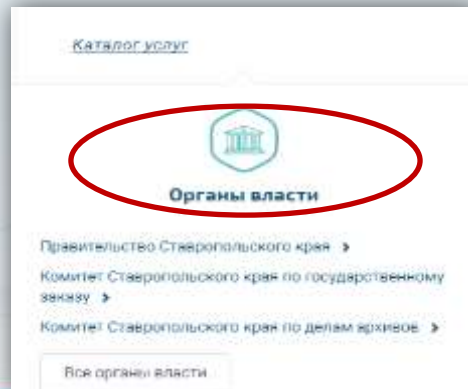 Каталог услуг
Органы власти
Правительство Ставропольского края
Комитет Ставропольского края по государственному
заказу
Комитет Ставропольского края по делам архивов
Все органы власти